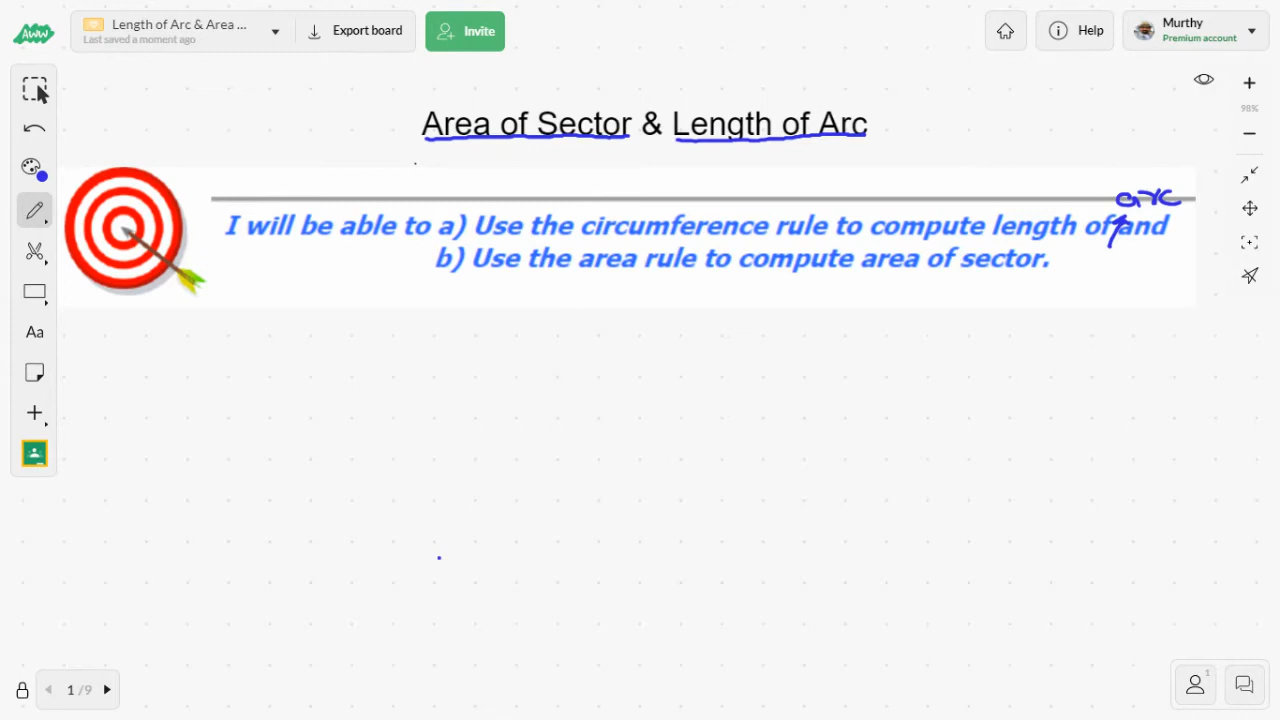 AWW
Length of Arc & Area ...
Last saved a moment ago
Export board
Invite
Help
Murthy
Premium account
98%
Area of Sector & Length of Arc
arc
I will be able to a) Use the circumference rule to compute length of and
b) Use the area rule to compute area of sector.
Aa
1 /9
1